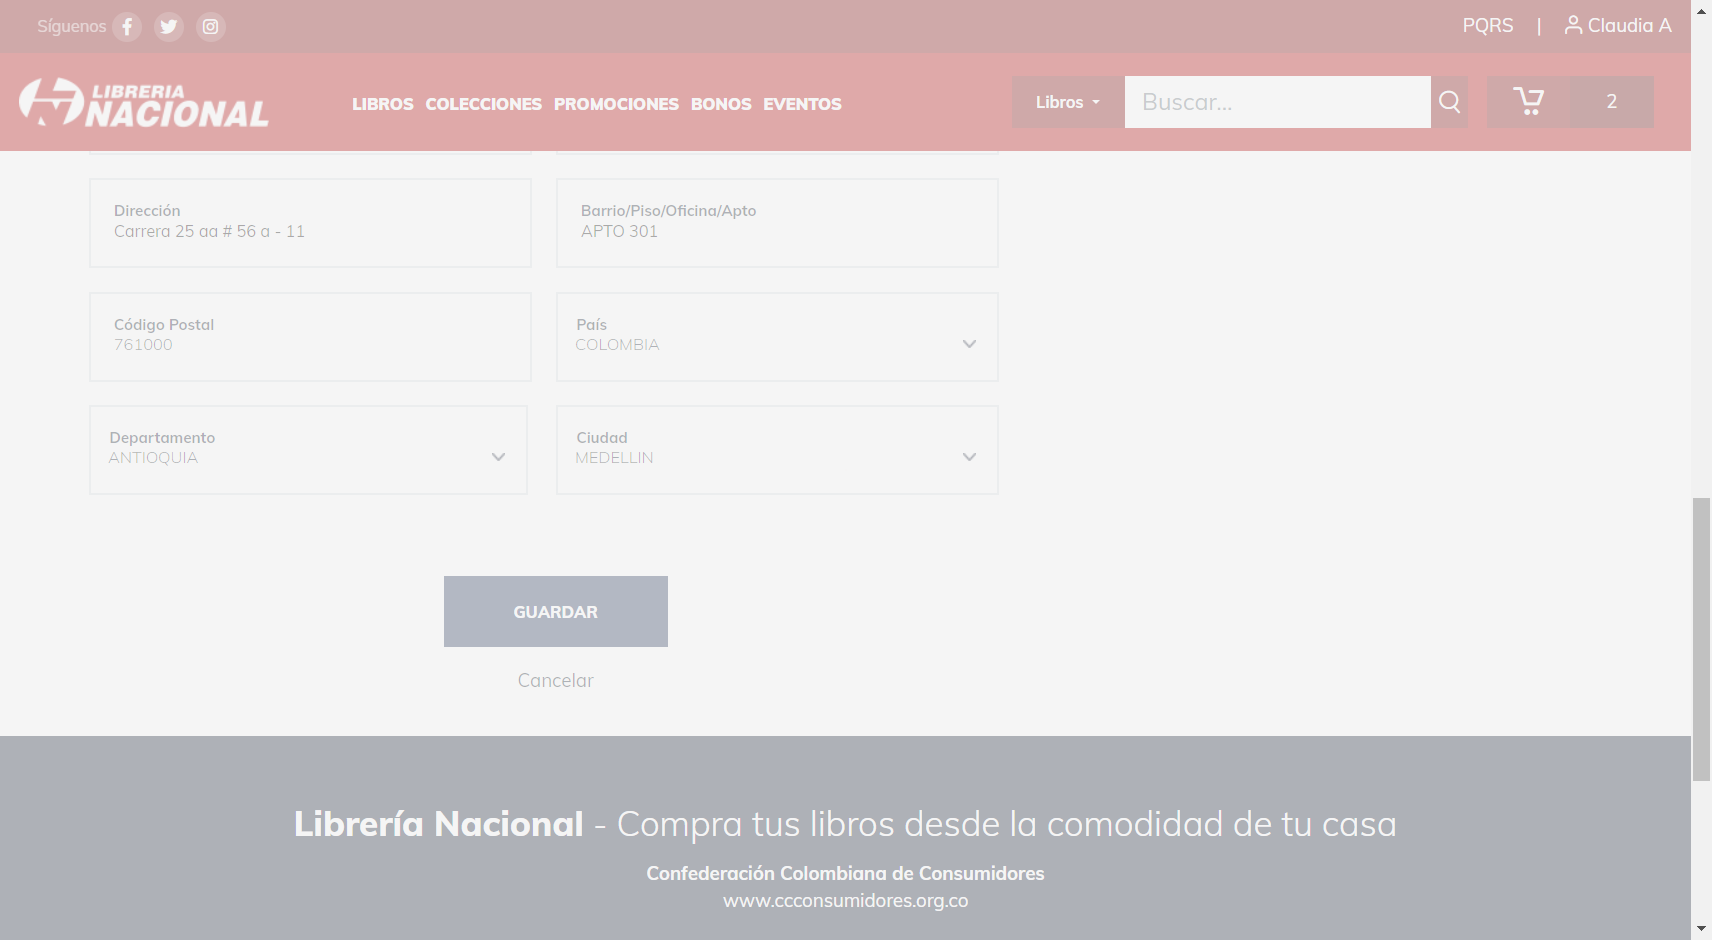 Síguenos
PQRS | Claudia A
LIBRERIA
NACIONAL
LIBROS COLECCIONES PROMOCIONES BONOS EVENTOS
Libros
Buscar...
2
Dirección
Carrera 25 aa # 56 a - 11
Barrio/Piso/Oficina/Apto
APTO 301
Código Postal
761000
País
COLOMBIA
Departamento
ANTIOQUIA
Ciudad
MEDELLIN
GUARDAR
Cancelar
Librería Nacional - Compra tus libros desde la comodidad de tu casa
Confederación Colombiana de Consumidores
www.ccconsumidores.org.co